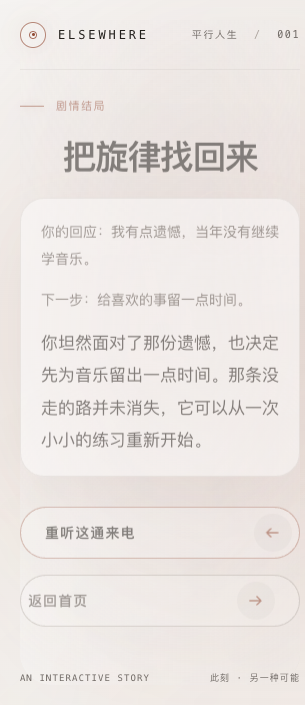 ELSEWHERE
平行人生 / 001
剧情结局
把旋律找回来
你的回应：我有点遗憾，当年没有继续
学音乐。
下一步：给喜欢的事留一点时间。
你坦然面对了那份遗憾，也决定
先为音乐留出一点时间。那条没
走的路并未消失，它可以从一次
小小的练习重新开始。
重听这通来电 ←
返回首页 →
AN INTERACTIVE STORY
此刻 · 另一种可能